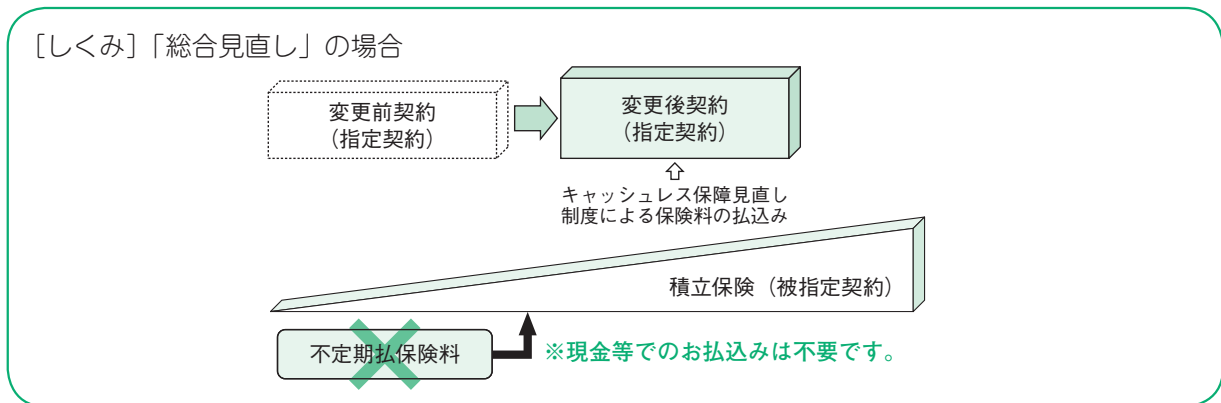 ［しくみ］「総合見直し」の場合
変更前契約
（指定契約）
変更後契約
（指定契約）
キャッシュレス保障見直し
制度による保険料の払込み
積立保険（被指定契約）
不定期払保険料
※現金等でのお払込みは不要です。